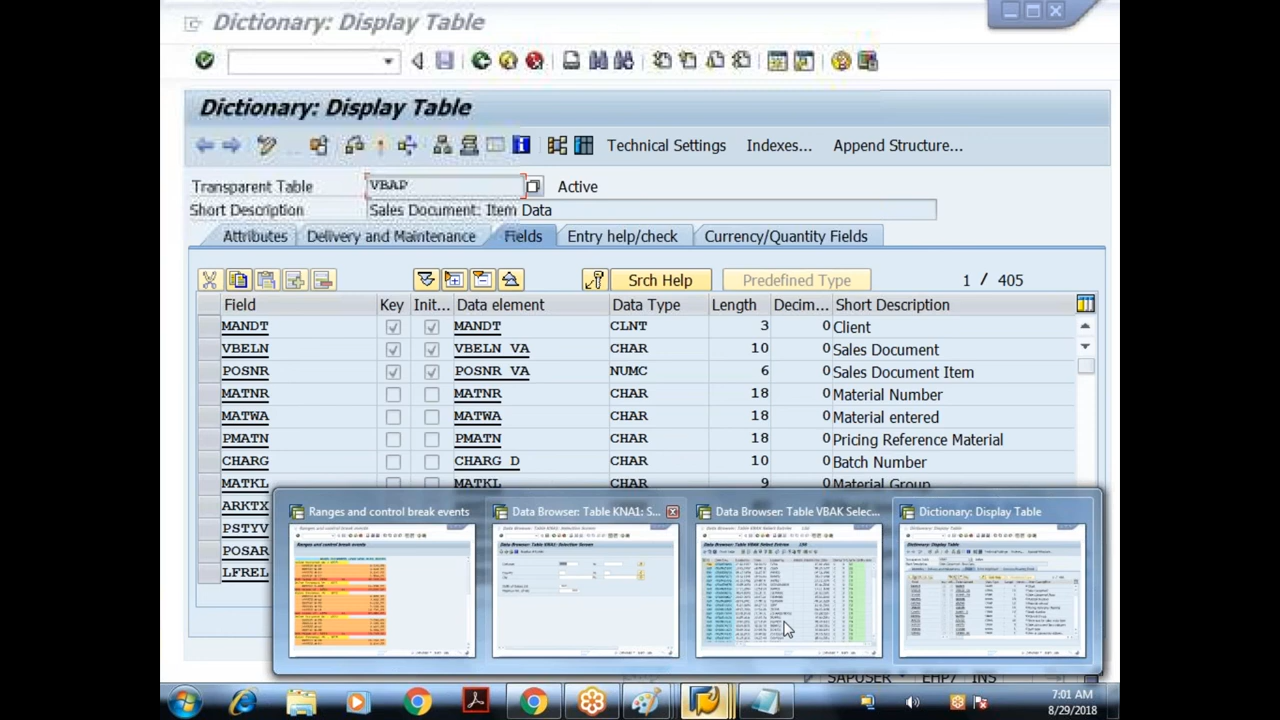 Dictionary: Display Table
Dictionary: Display Table
Technical Settings Indexes... Append Structure...
Transparent Table VBAP Active
Short Description Sales Document: Item Data
Attributes Delivery and Maintenance Fields Entry help/check Currency/Quantity Fields
Srch Help Predefined Type 1 / 405
Field Key Init... Data element Data Type Length Decim... Short Description
MANDT MANDT CLNT 3 0 Client
VBELN VBELN_VA CHAR 10 0 Sales Document
POSNR POSNR_VA NUMC 6 0 Sales Document Item
MATNR MATNR CHAR 18 0 Material Number
MATWA MATWA CHAR 18 0 Material entered
PMATN PMATN CHAR 18 0 Pricing Reference Material
CHARG CHARG_D CHAR 10 0 Batch Number
MATKL MATKL CHAR 9 0 Material Group
ARKTX
PSTYV
POSAR
LFREL
Ranges and control break events Data Browser: Table KNA1: S... Data Browser: Table VBAK Selec... Dictionary: Display Table
SAPUSER EHP7 INS
7:01 AM
8/29/2018